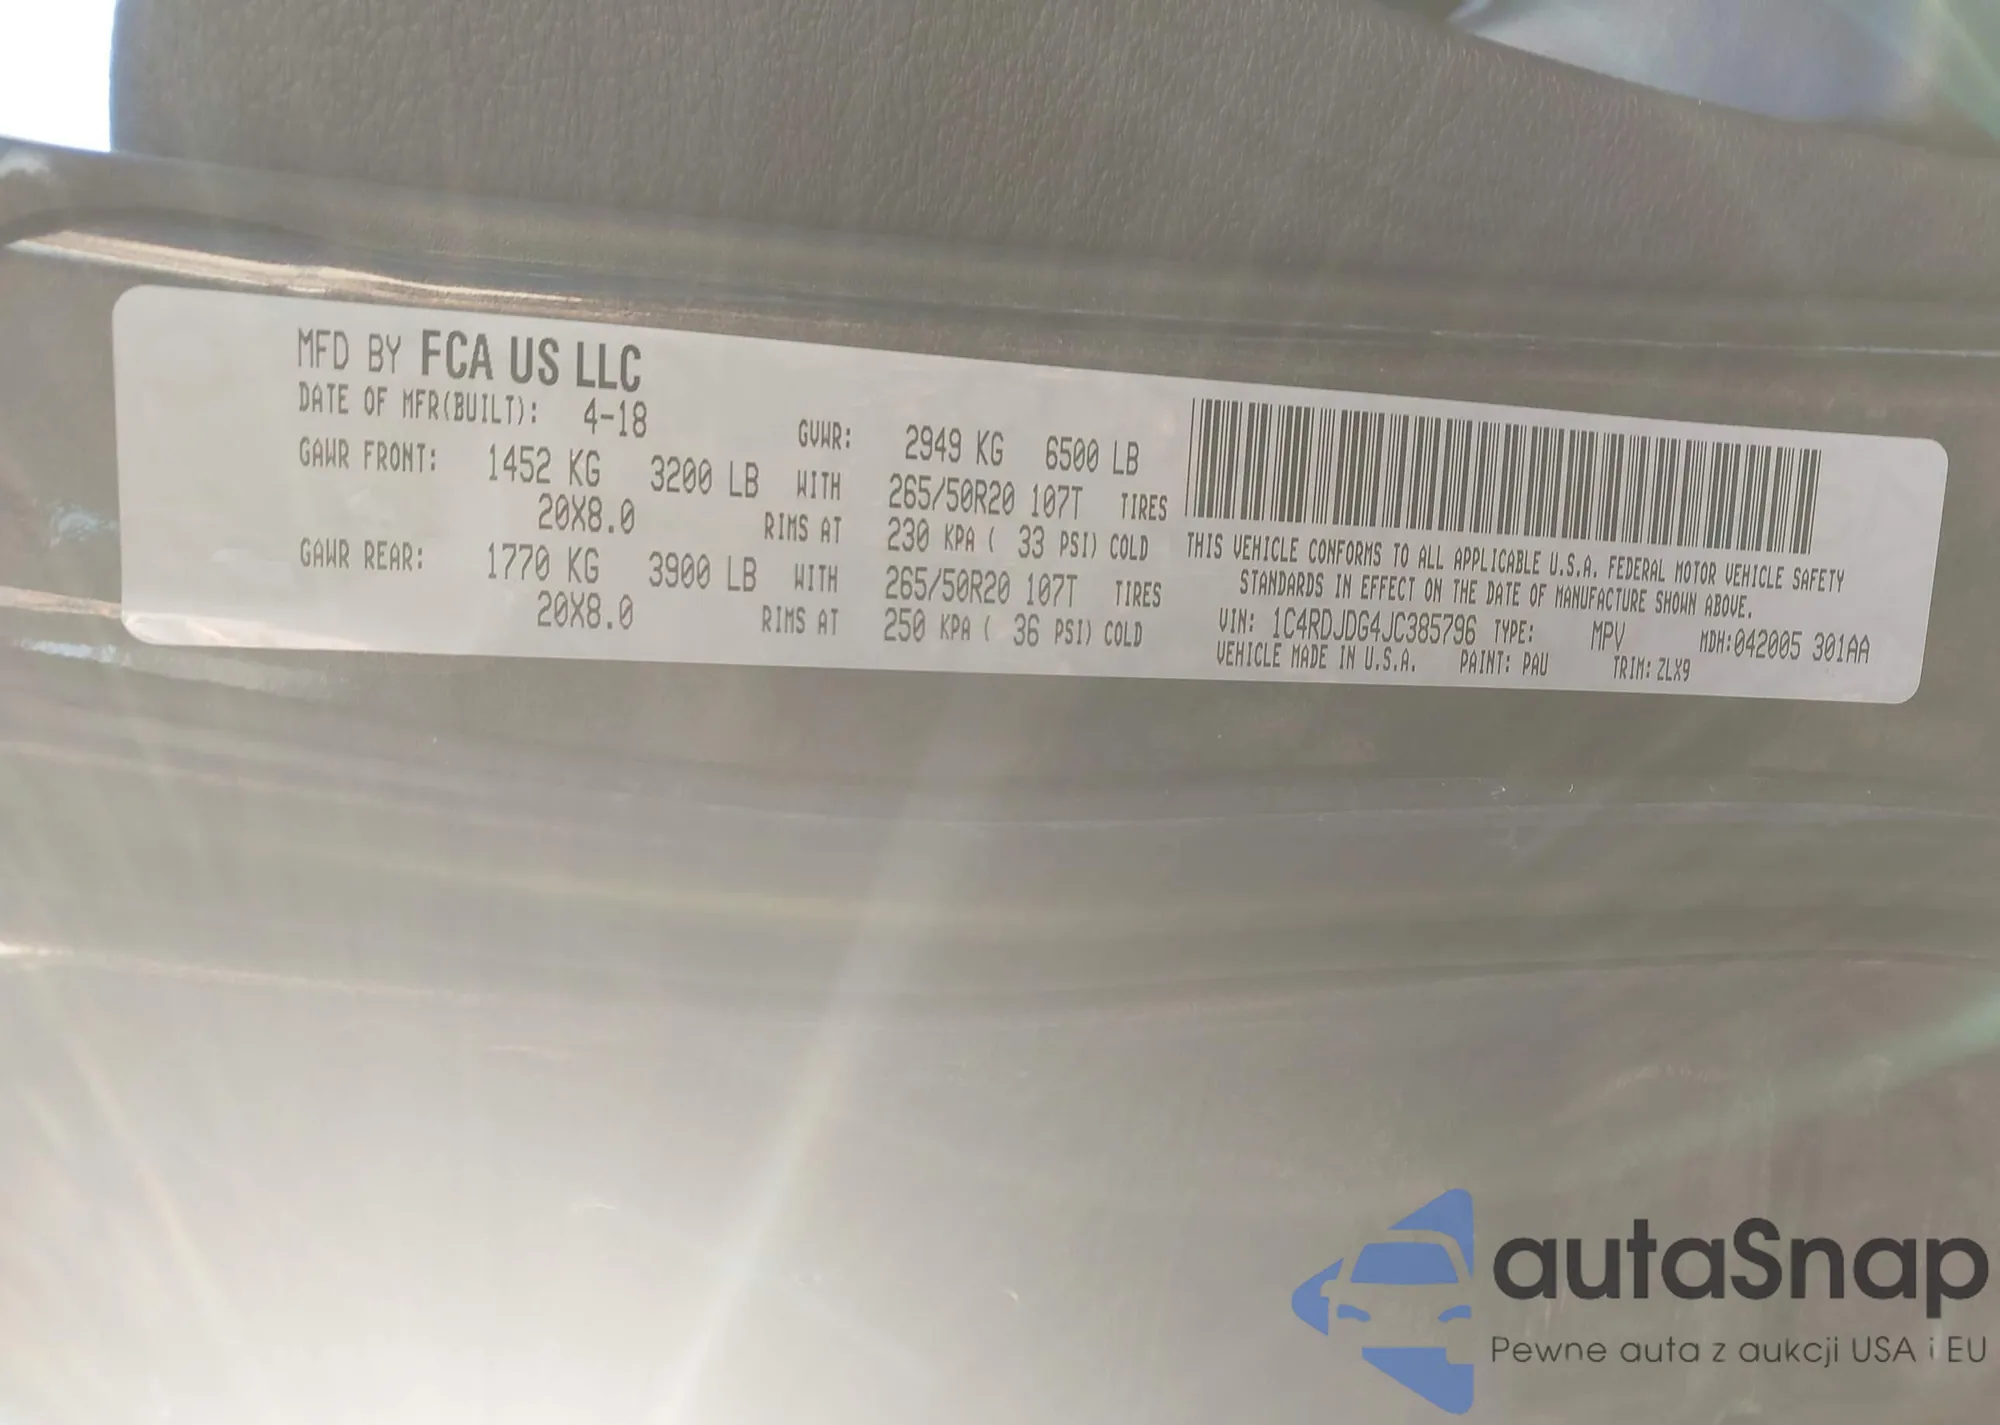 MFD BY FCA US LLC
DATE OF MFR(BUILT): 4-18 GVWR: 2949 KG 6500 LB
GAWR FRONT: 1452 KG 3200 LB WITH 265/50R20 107T TIRES
20X8.0 RIMS AT 230 KPA ( 33 PSI) COLD
GAWR REAR: 1770 KG 3900 LB WITH 265/50R20 107T TIRES
20X8.0 RIMS AT 250 KPA ( 36 PSI) COLD
THIS VEHICLE CONFORMS TO ALL APPLICABLE U.S.A. FEDERAL MOTOR VEHICLE SAFETY
STANDARDS IN EFFECT ON THE DATE OF MANUFACTURE SHOWN ABOVE.
VIN: 1C4RDJDG4JC385796 TYPE: MPV MDH:042005 301AA
VEHICLE MADE IN U.S.A. PAINT: PAU TRIM: ZLX9
autaSnap
Pewne auta z aukcji USA i EU